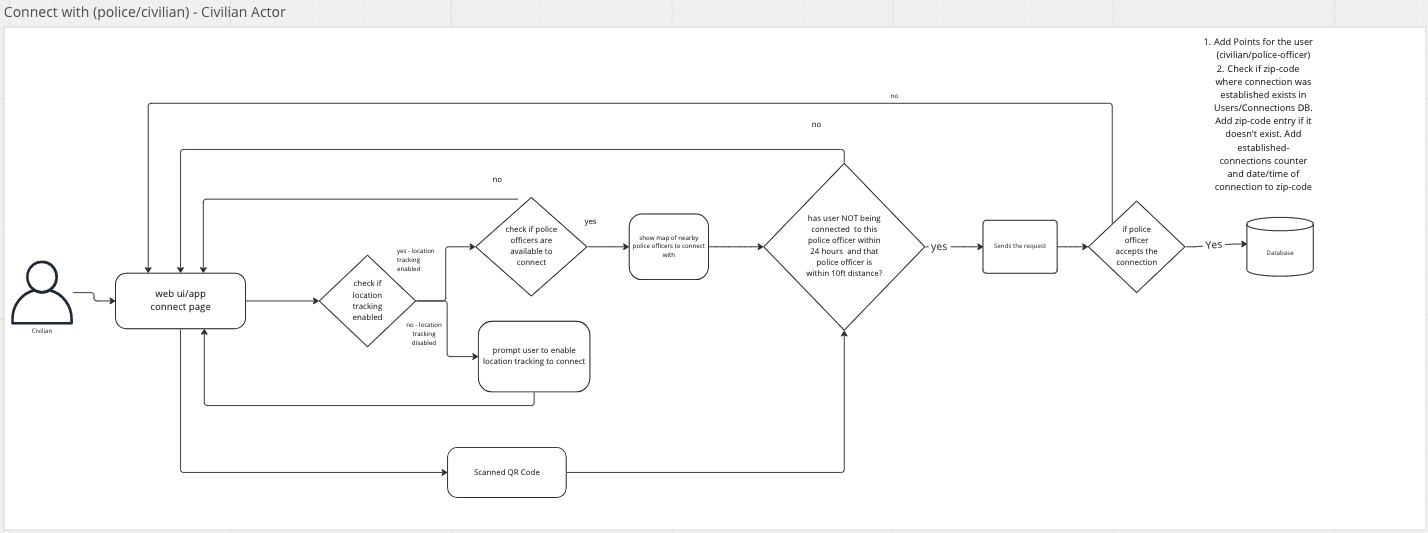 Connect with (police/civilian) - Civilian Actor
1. Add Points for the user
(civilian/police-officer)
2. Check if zip-code
where connection was
established exists in
Users/Connections DB.
Add zip-code entry if it
doesn't exist. Add
established-
connections counter
and date/time of
connection to zip-code
no
no
no
yes
check if police
officers are
available to
connect
show map of nearby
police officers to connect
with
has user NOT being
connected to this
police officer within
24 hours and that
police officer is
within 10ft distance?
yes
Sends the request
if police
officer
accepts the
connection
Yes
Database
yes - location
tracking
enabled
web ui/app
connect page
check if
location
tracking
enabled
Civilian
no - location
tracking
disabled
prompt user to enable
location tracking to connect
Scanned QR Code